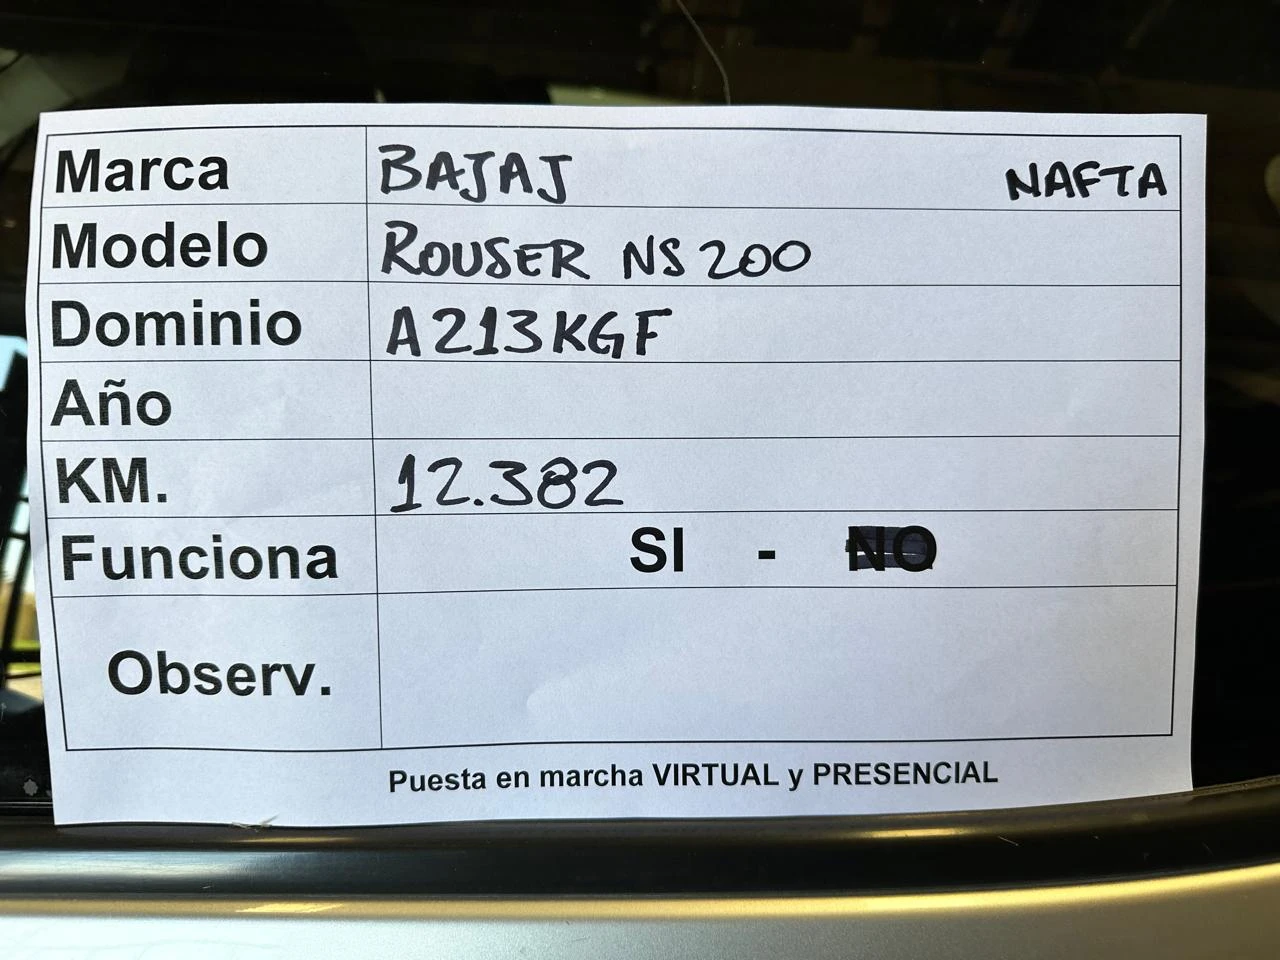 Marca BAJAJ NAFTA
Modelo ROUSER NS 200
Dominio A213KGF
Año
KM. 12.382
Funciona SI - NO
Observ.
Puesta en marcha VIRTUAL y PRESENCIAL